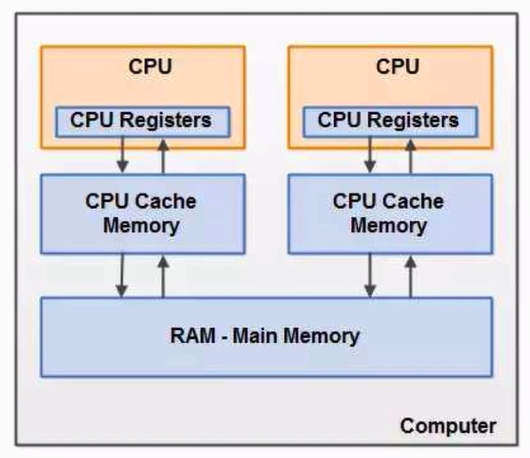 CPU
CPU
CPU Registers
CPU Registers
CPU Cache
Memory
CPU Cache
Memory
RAM - Main Memory
Computer